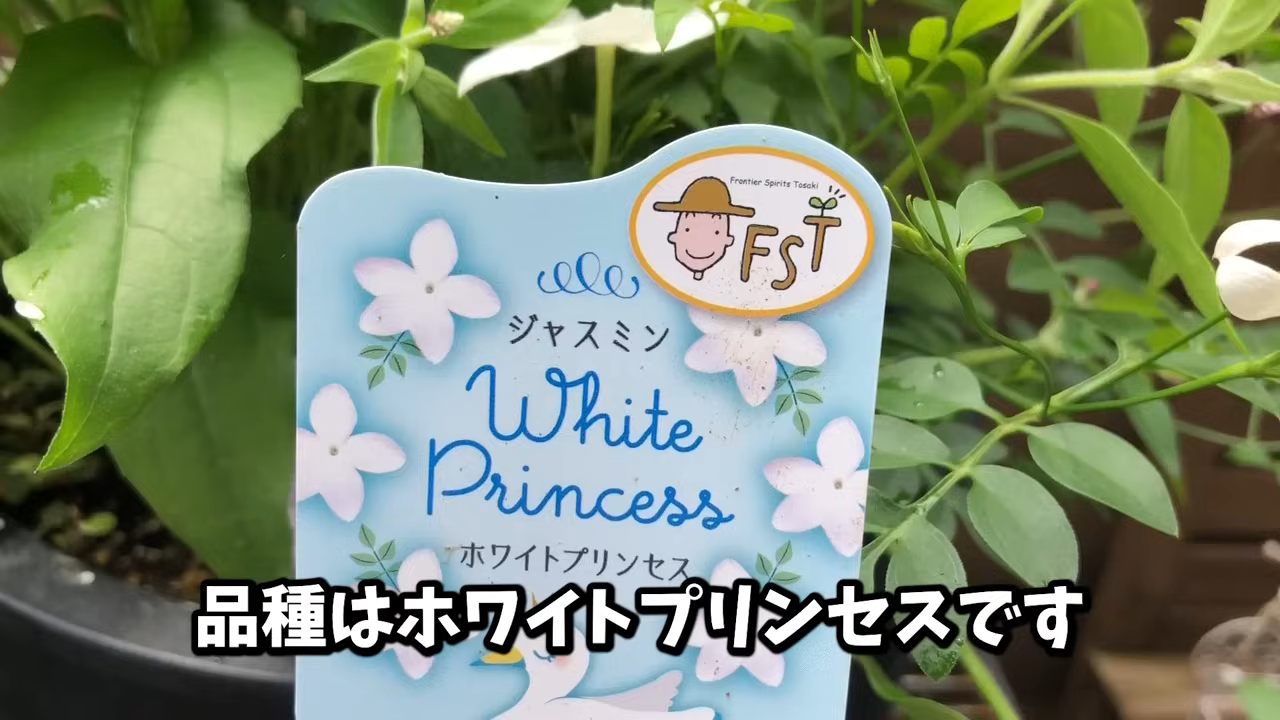 Frontier Spirits Tosaki
FST
ジャスミン
White
Princess
ホワイトプリンセス
品種はホワイトプリンセスです